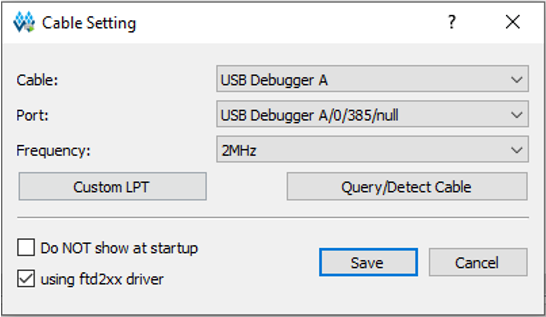 Cable Setting ?
Cable: USB Debugger A
Port: USB Debugger A/0/385/null
Frequency: 2MHz
Custom LPT Query/Detect Cable
Do NOT show at startup
using ftd2xx driver
Save Cancel